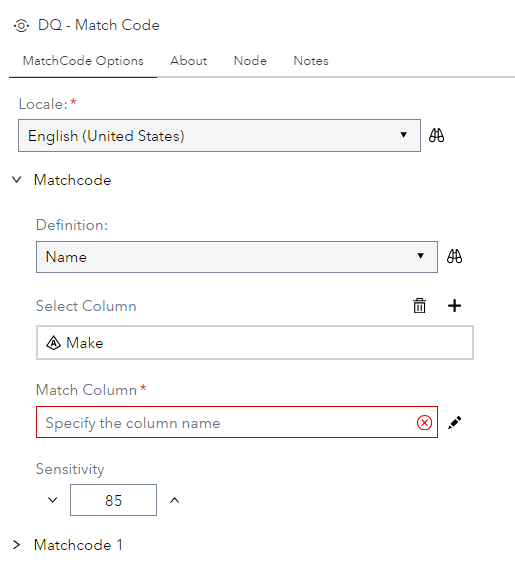 DQ - Match Code
MatchCode Options About Node Notes
Locale:*
English (United States)
Matchcode
Definition:
Name
Select Column
Make
Match Column*
Specify the column name
Sensitivity
85
Matchcode 1